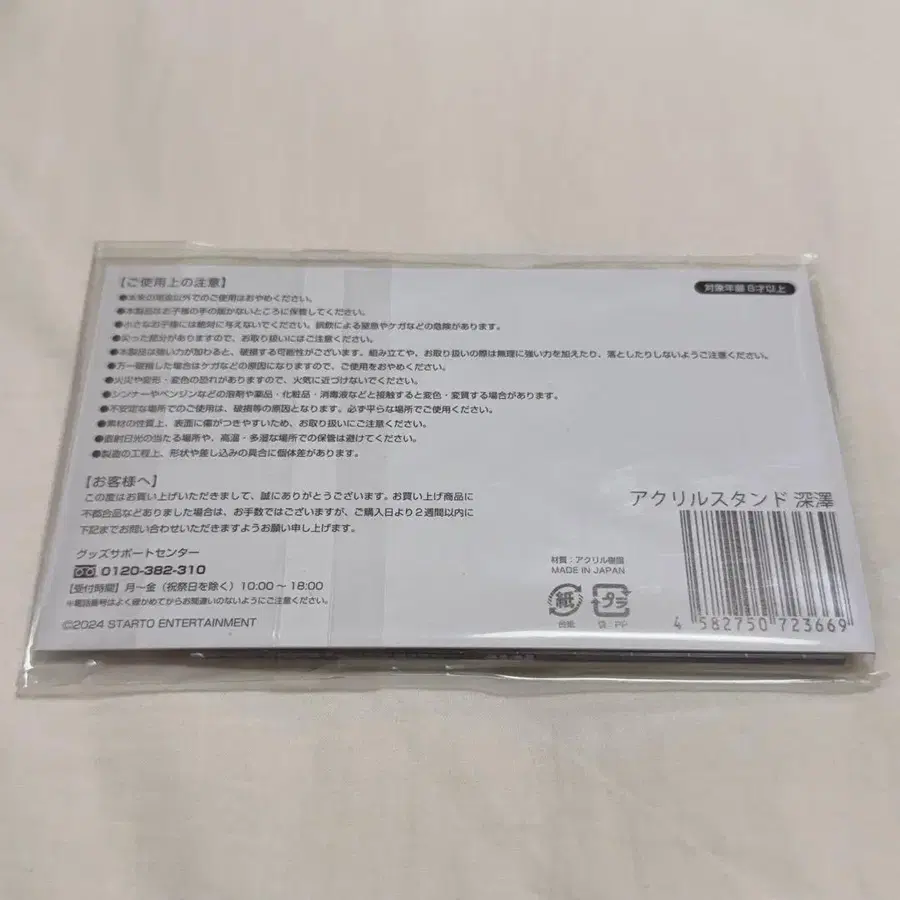 【ご使用上の注意】
対象年齢8才以上
●本来の用途以外でのご使用はおやめください。
●本製品はお子様の手の届かないところに保管してください。
●小さなお子様には絶対に与えないでください。誤飲による窒息やケガなどの危険があります。
●尖った部分がありますので、お取り扱いにはご注意ください。
●本製品は強い力が加わると、破損する可能性がございます。組み立てや、お取り扱いの際は無理に強い力を加えたり、落としたりしないようご注意ください。
●万一破損した場合はケガなどの原因になりますので、ご使用をおやめください。
●火災や変形・変色の恐れがありますので、火気に近づけないでください。
●シンナーやベンジンなどの溶剤や薬品・化粧品・消毒液などと接触すると変色・変質する場合があります。
●不安定な場所でのご使用は、破損等の原因となります。必ず平らな場所でご使用ください。
●素材の性質上、表面に傷がつきやすいため、お取り扱いにご注意ください。
●直射日光の当たる場所や、高温・多湿な場所での保管は避けてください。
●製造の工程上、形状や差し込みの具合に個体差があります。
【お客様へ】
この度はお買い上げいただきまして、誠にありがとうございます。お買い上げ商品に
不都合品などありました場合は、お手数ではございますが、ご購入日より2週間以内に
下記までお問い合わせいただきますようお願い申し上げます。
グッズサポートセンター
0120-382-310
【受付時間】月～金（祝祭日を除く）10:00～18:00
※電話番号はよく確かめてからお間違いのないようにご注意ください。
©2024 STARTO ENTERTAINMENT
材質：アクリル樹脂
MADE IN JAPAN
紙
台紙
プラ
袋：PP
アクリルスタンド 深澤
4 582750 723669